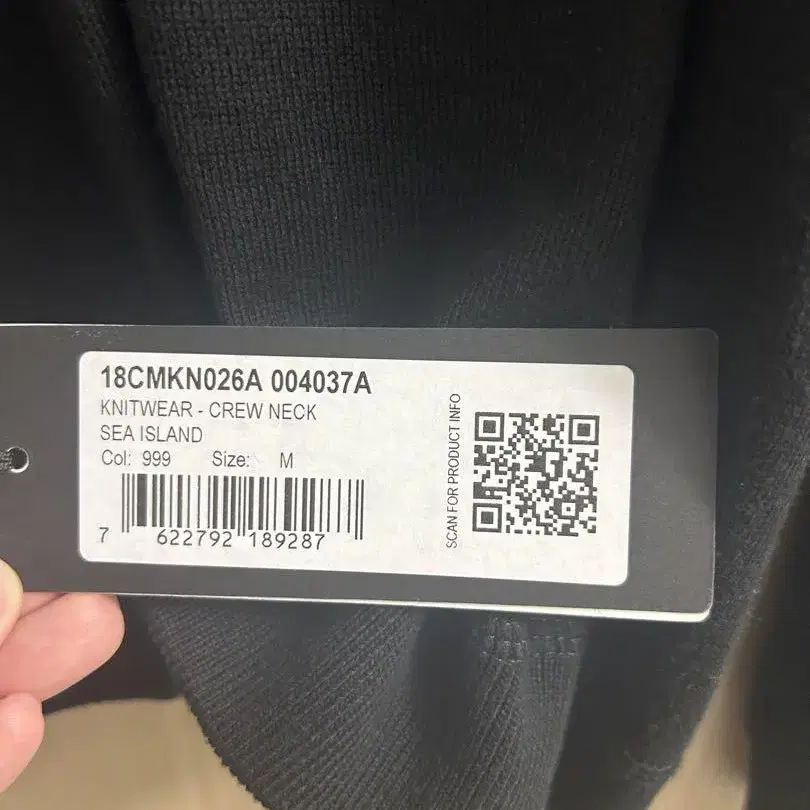 18CMKN026A 004037A
KNITWEAR - CREW NECK
SEA ISLAND
Col: 999 Size: M
7 622792 189287
SCAN FOR PRODUCT INFO